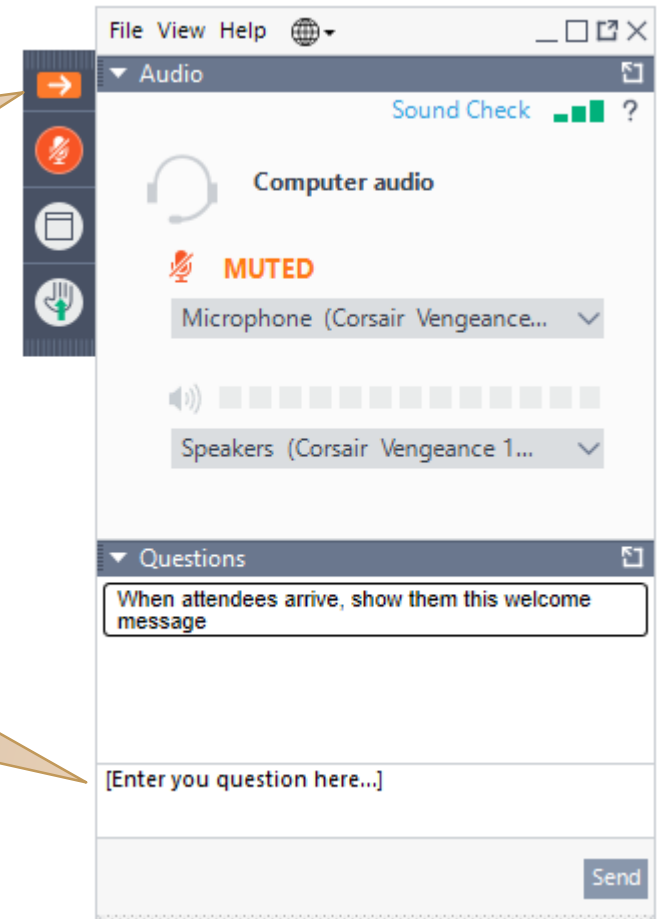 File View Help
Audio
Sound Check ?
Computer audio
MUTED
Microphone (Corsair Vengeance...
Speakers (Corsair Vengeance 1...
Questions
When attendees arrive, show them this welcome
message
[Enter you question here...]
Send